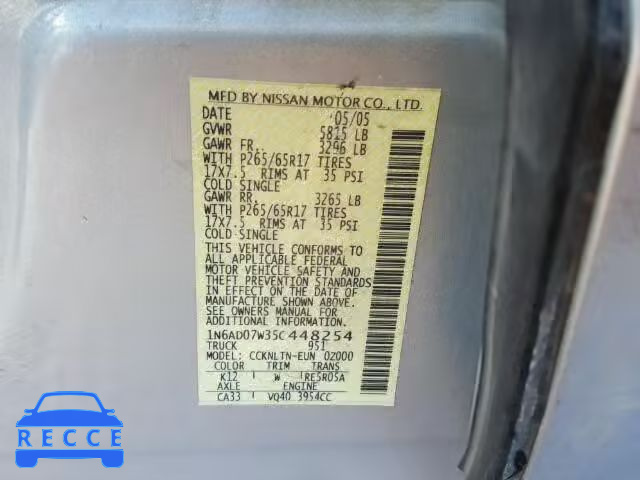 MFD BY NISSAN MOTOR CO., LTD.
DATE 05/05
GVWR 5815 LB
GAWR FR. 3296 LB
WITH P265/65R17 TIRES
17X7.5 RIMS AT 35 PSI
COLD SINGLE
GAWR RR. 3265 LB
WITH P265/65R17 TIRES
17X7.5 RIMS AT 35 PSI
COLD SINGLE
THIS VEHICLE CONFORMS TO
ALL APPLICABLE FEDERAL
MOTOR VEHICLE SAFETY AND
THEFT PREVENTION STANDARDS
IN EFFECT ON THE DATE OF
MANUFACTURE SHOWN ABOVE.
SEE OWNERS MANUAL FOR
ADDITIONAL INFORMATION
1N6AD07W35C448254
TRUCK 951
MODEL: CCKNLTN-EUN 0Z000
COLOR TRIM TRANS
K12 W RE5R05A
AXLE ENGINE
CA33 VQ40 3954CC
RECCE